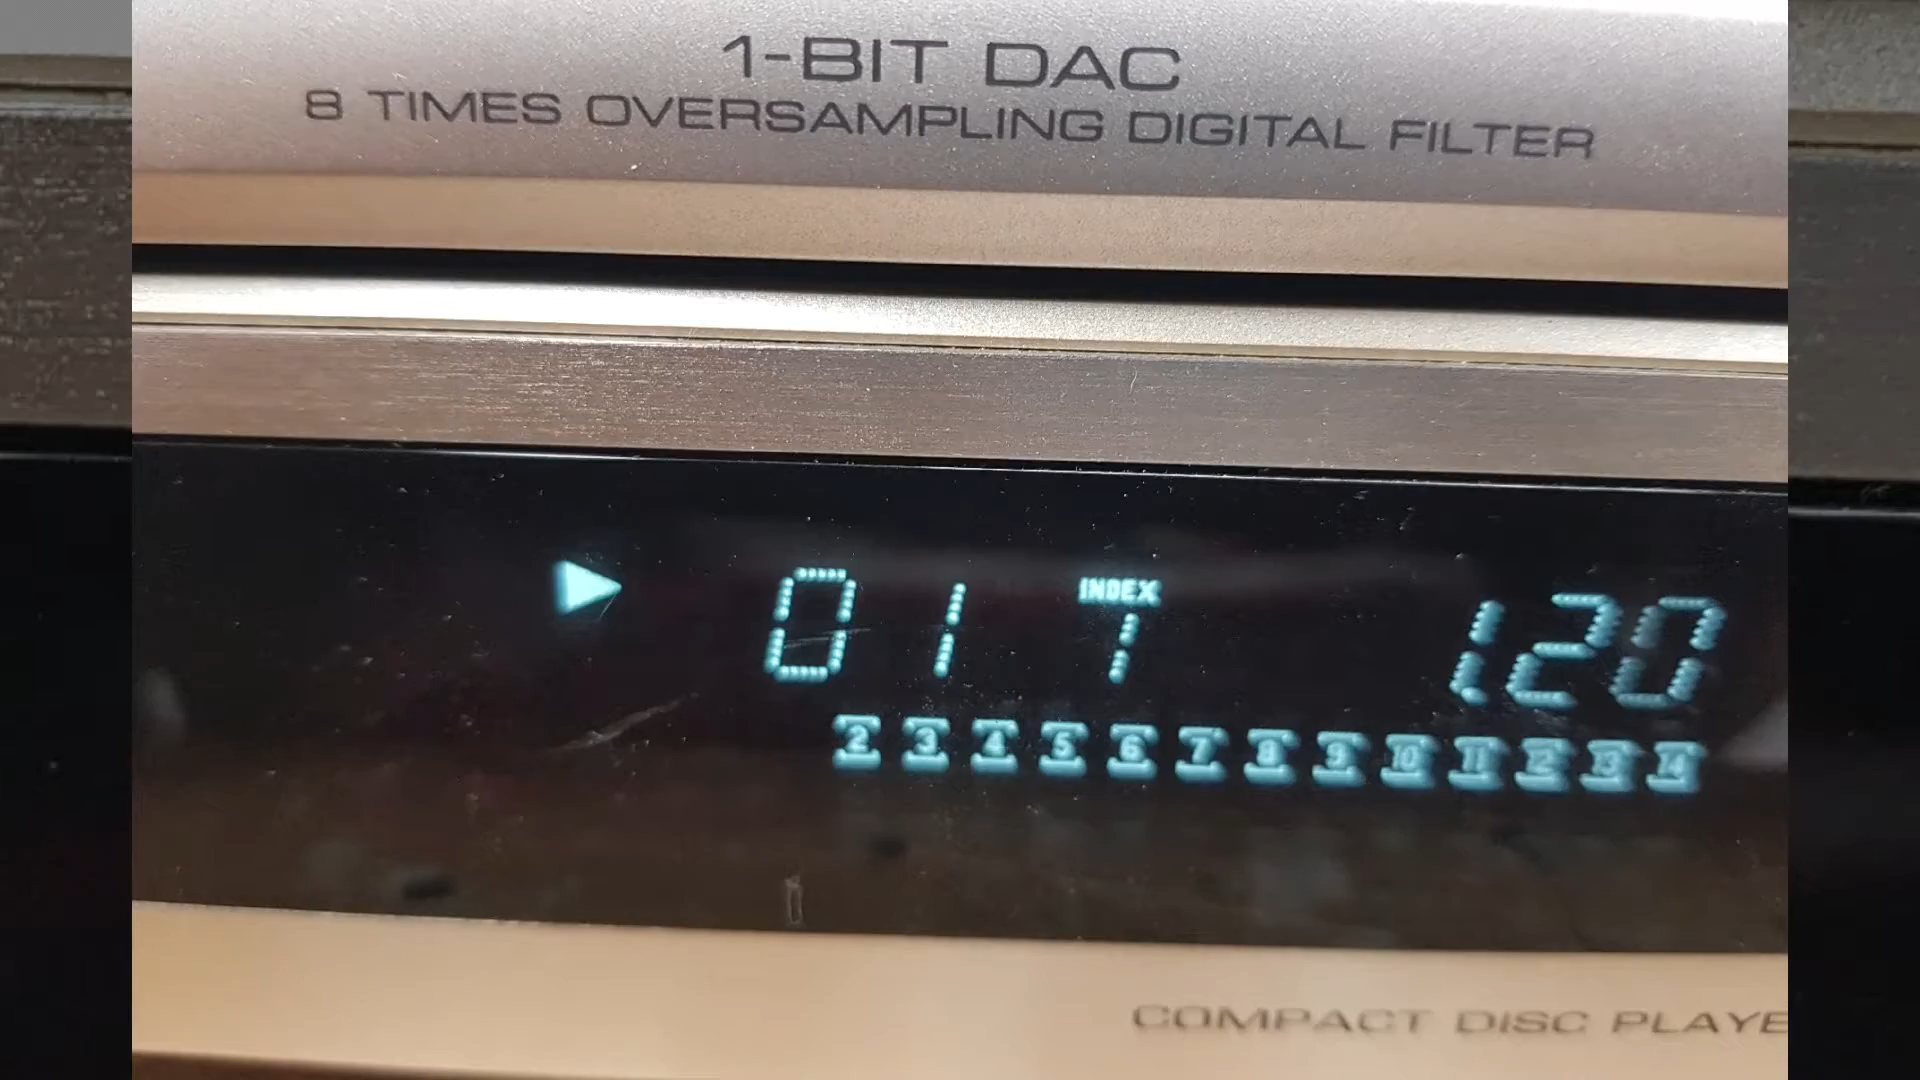 1-BIT DAC
8 TIMES OVERSAMPLING DIGITAL FILTER
INDEX
01 1 1.20
2 3 4 5 6 7 8 9 10 11 12 13 14
COMPACT DISC PLAYE